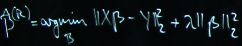 β̂^(R) = argmin_β ||Xβ - Y||₂² + λ||β||₂²